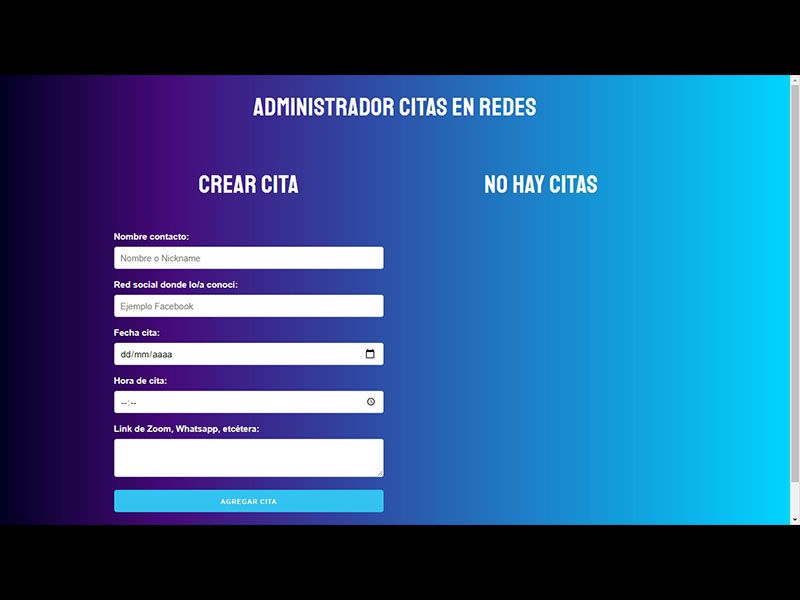 ADMINISTRADOR CITAS EN REDES
CREAR CITA
NO HAY CITAS
Nombre contacto:
Nombre o Nickname
Red social donde lo/a conoci:
Ejemplo Facebook
Fecha cita:
dd/mm/aaaa
Hora de cita:
--:--
Link de Zoom, Whatsapp, etcétera:
AGREGAR CITA